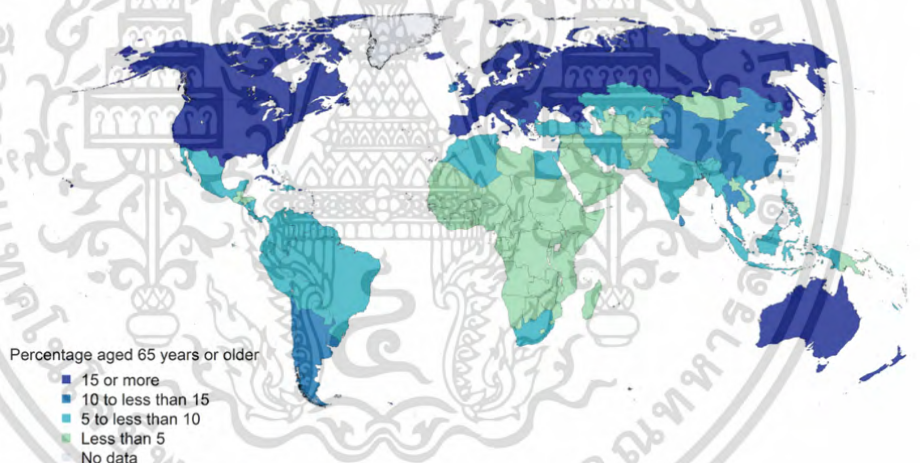 Percentage aged 65 years or older
15 or more
10 to less than 15
5 to less than 10
Less than 5
No data